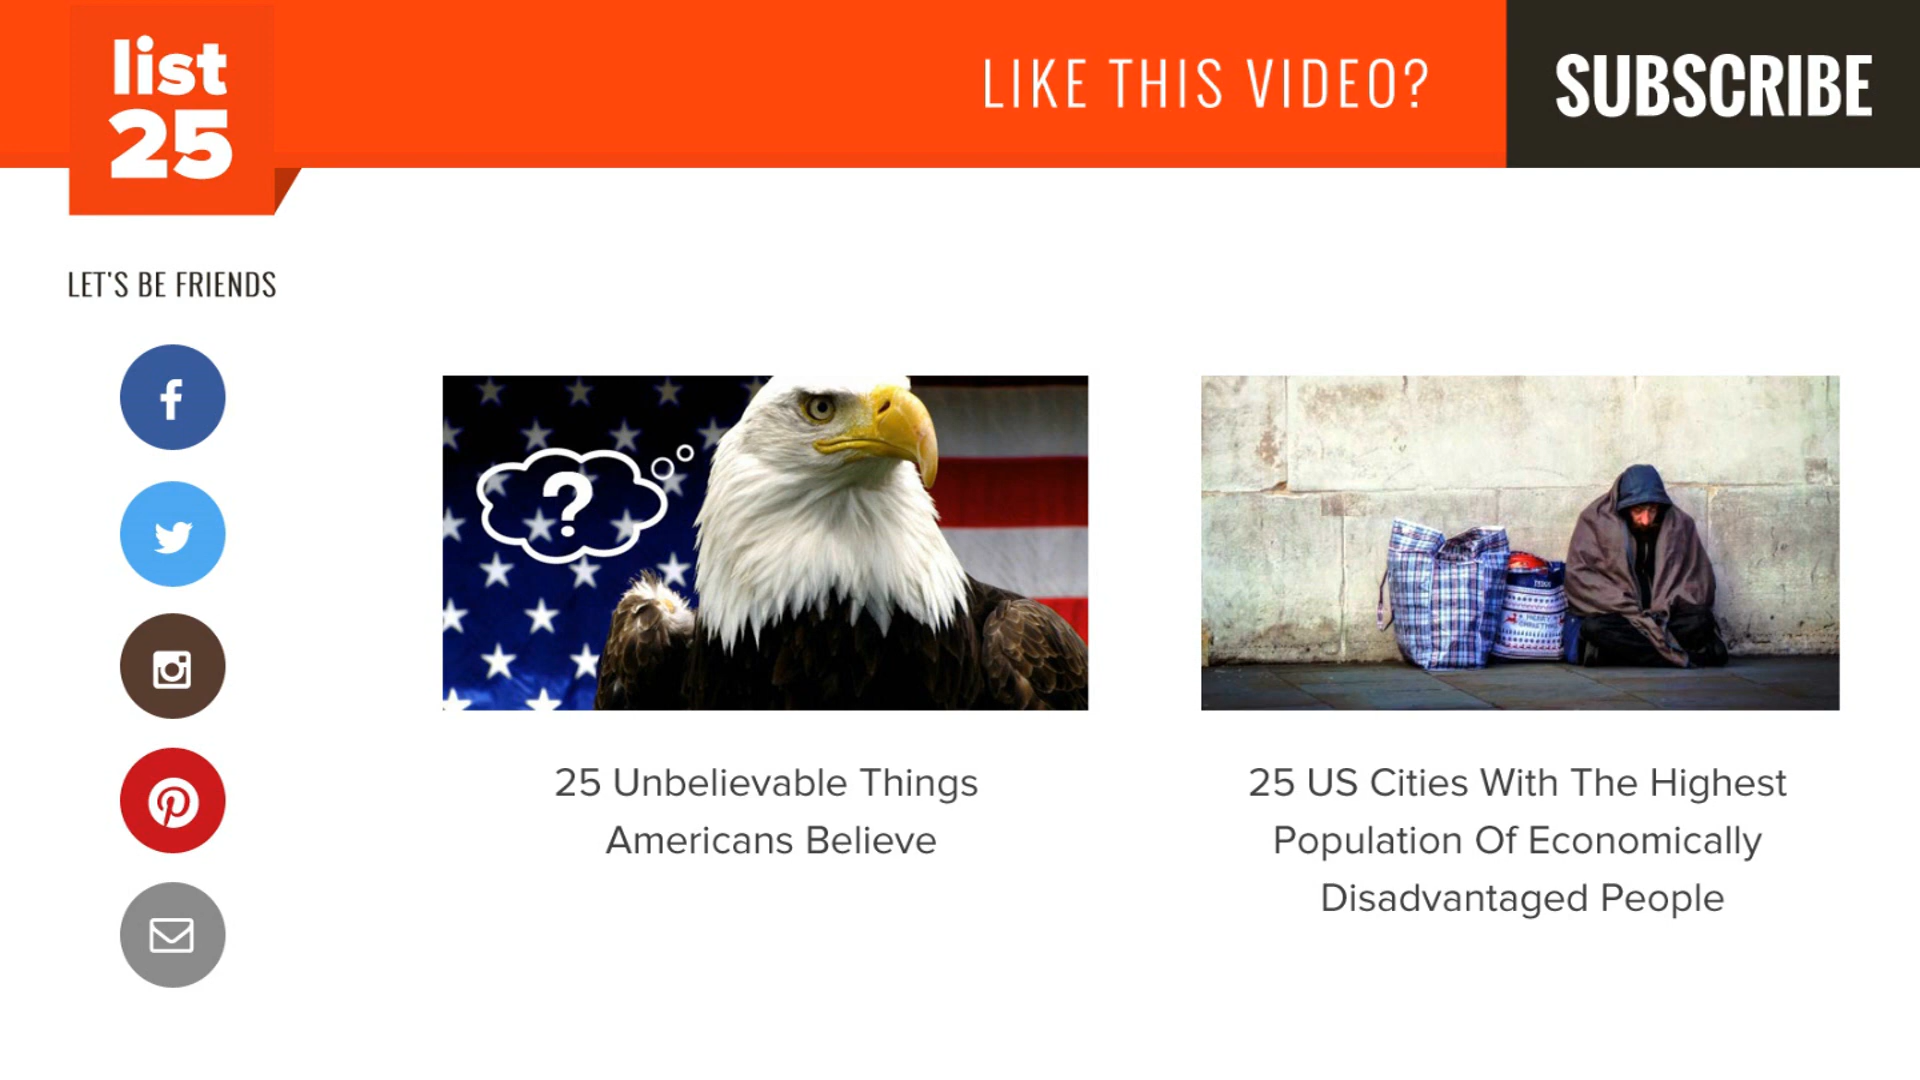 list
25
LIKE THIS VIDEO?
SUBSCRIBE
LET'S BE FRIENDS
?
25 Unbelievable Things
Americans Believe
25 US Cities With The Highest
Population Of Economically
Disadvantaged People